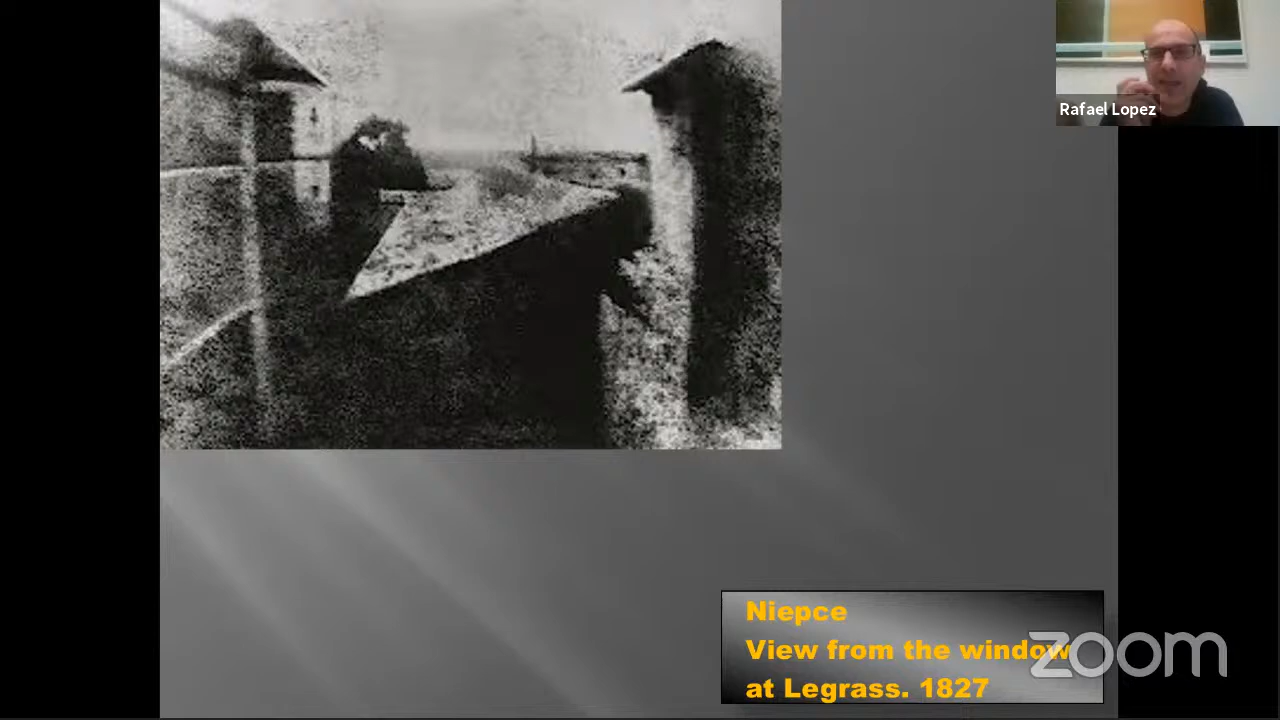 Rafael Lopez
Niepce
View from the window
at Legrass. 1827
zoom